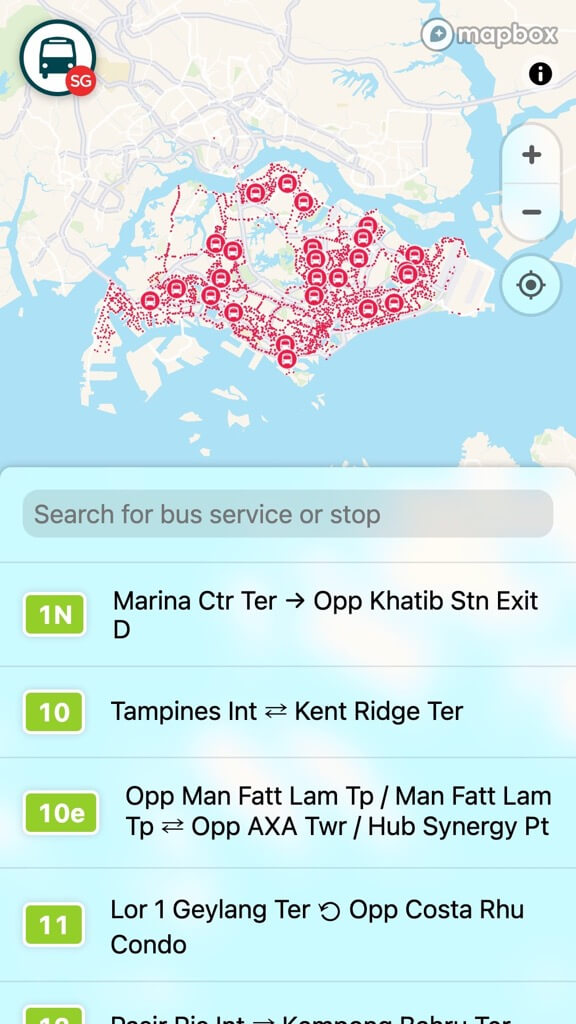 SG
mapbox
i
+
−
Search for bus service or stop
1N
Marina Ctr Ter → Opp Khatib Stn Exit
D
10
Tampines Int ⇄ Kent Ridge Ter
10e
Opp Man Fatt Lam Tp / Man Fatt Lam
Tp ⇄ Opp AXA Twr / Hub Synergy Pt
11
Lor 1 Geylang Ter ↺ Opp Costa Rhu
Condo